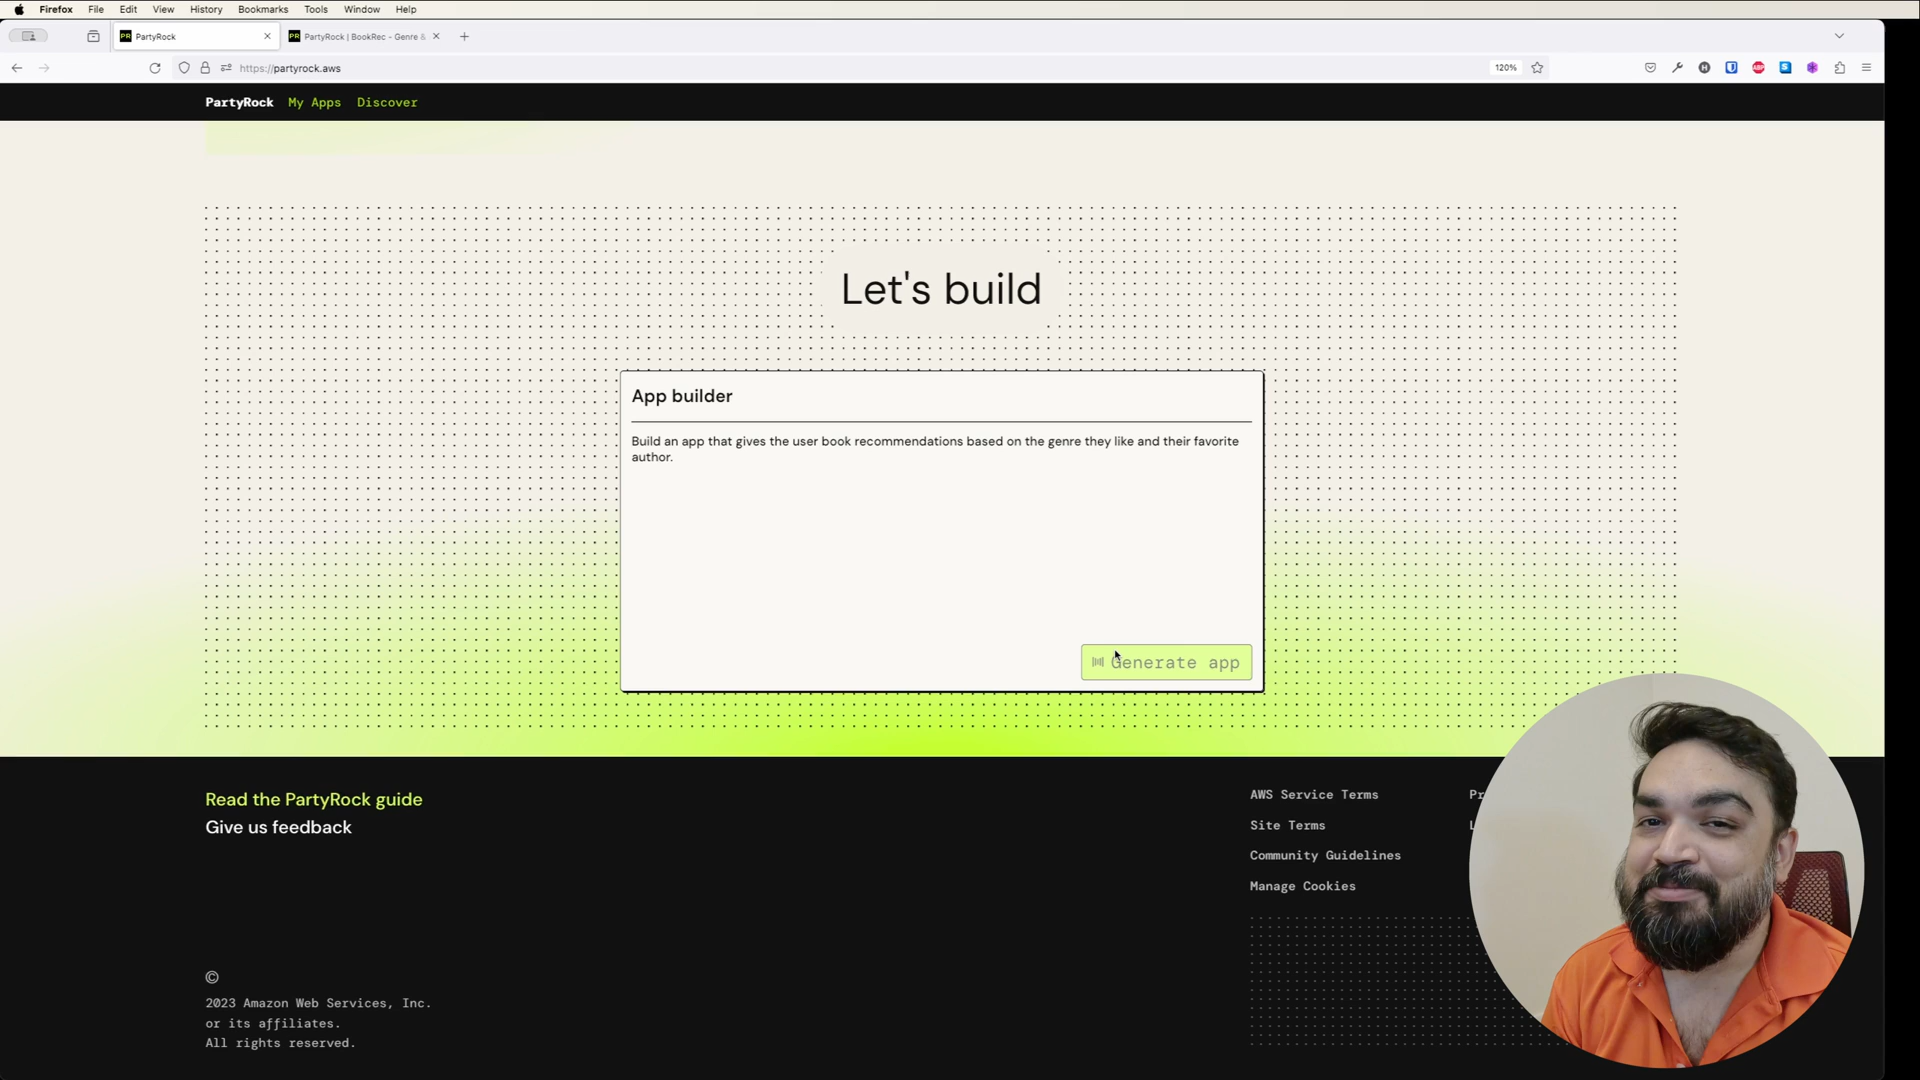 Firefox File Edit View History Bookmarks Tools Window Help
PR PartyRock
PR PartyRock | BookRec - Genre &
https://partyrock.aws
120%
PartyRock My Apps Discover
Let's build
App builder
Build an app that gives the user book recommendations based on the genre they like and their favorite
author.
Generate app
Read the PartyRock guide
Give us feedback
AWS Service Terms
Site Terms
Community Guidelines
Manage Cookies
©
2023 Amazon Web Services, Inc.
or its affiliates.
All rights reserved.